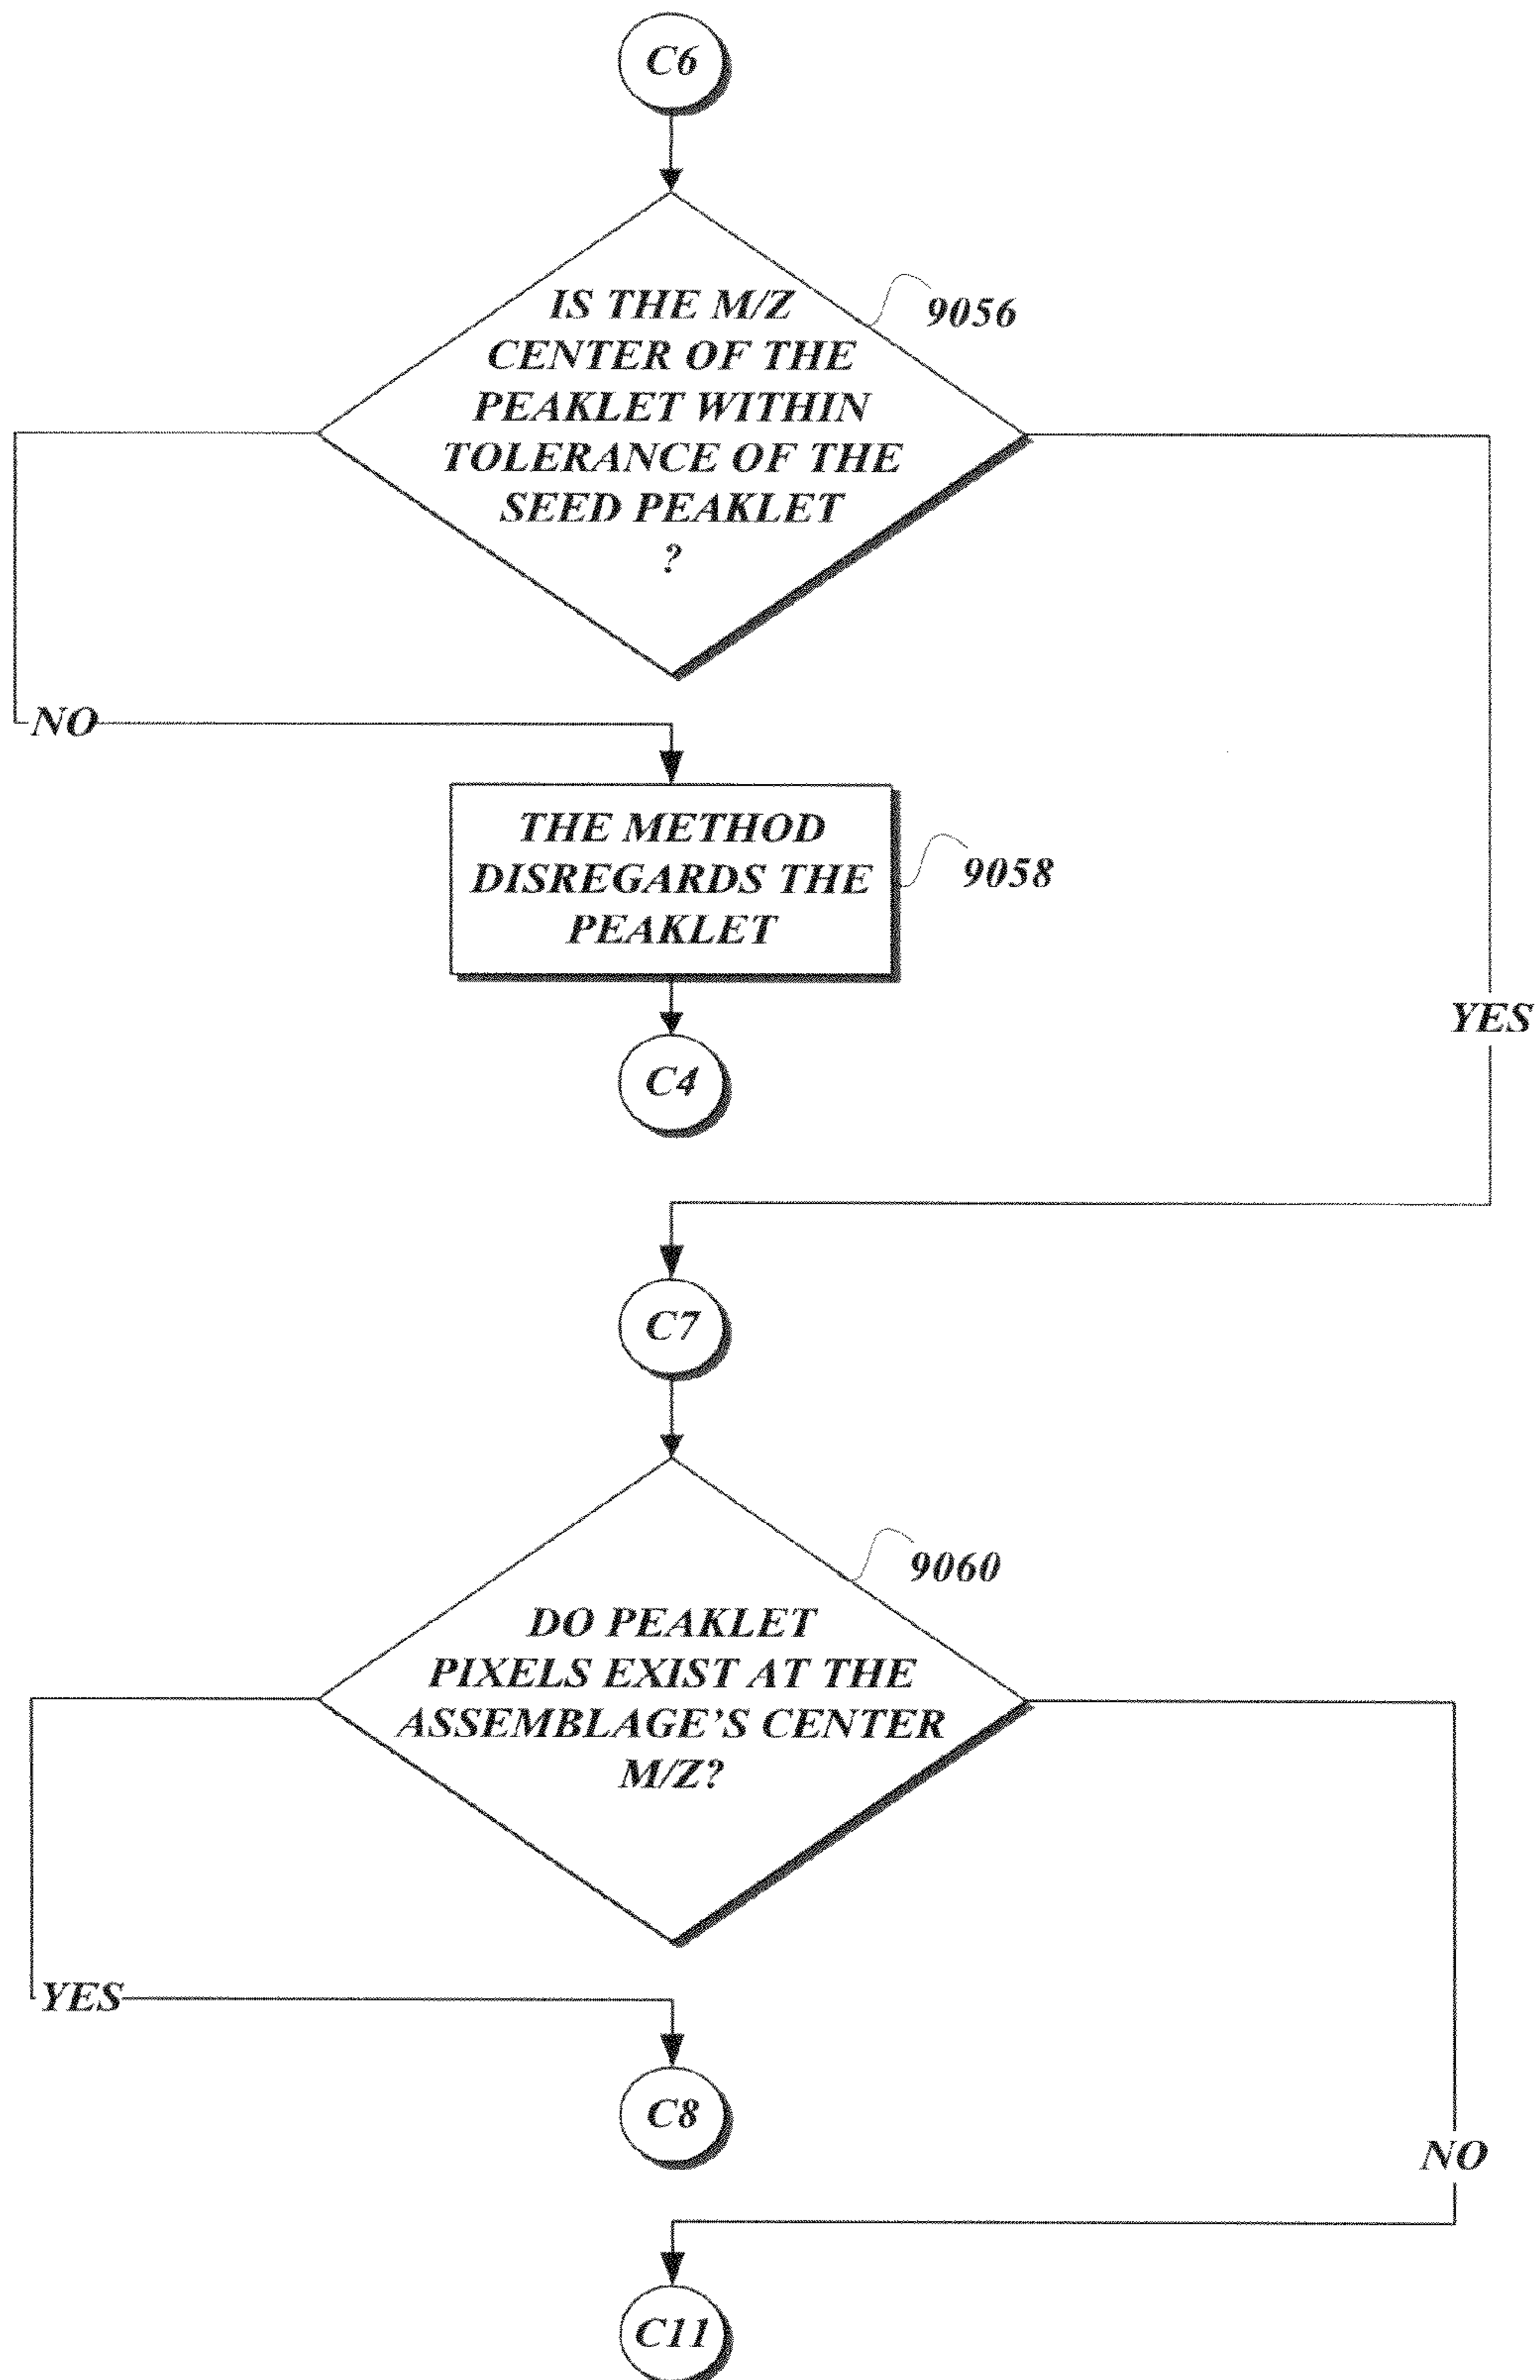 C6
IS THE M/Z
CENTER OF THE
PEAKLET WITHIN
TOLERANCE OF THE
SEED PEAKLET
?
9056
NO
THE METHOD
DISREGARDS THE
PEAKLET
9058
YES
C4
C7
DO PEAKLET
PIXELS EXIST AT THE
ASSEMBLAGE'S CENTER
M/Z?
9060
YES
C8
NO
C11